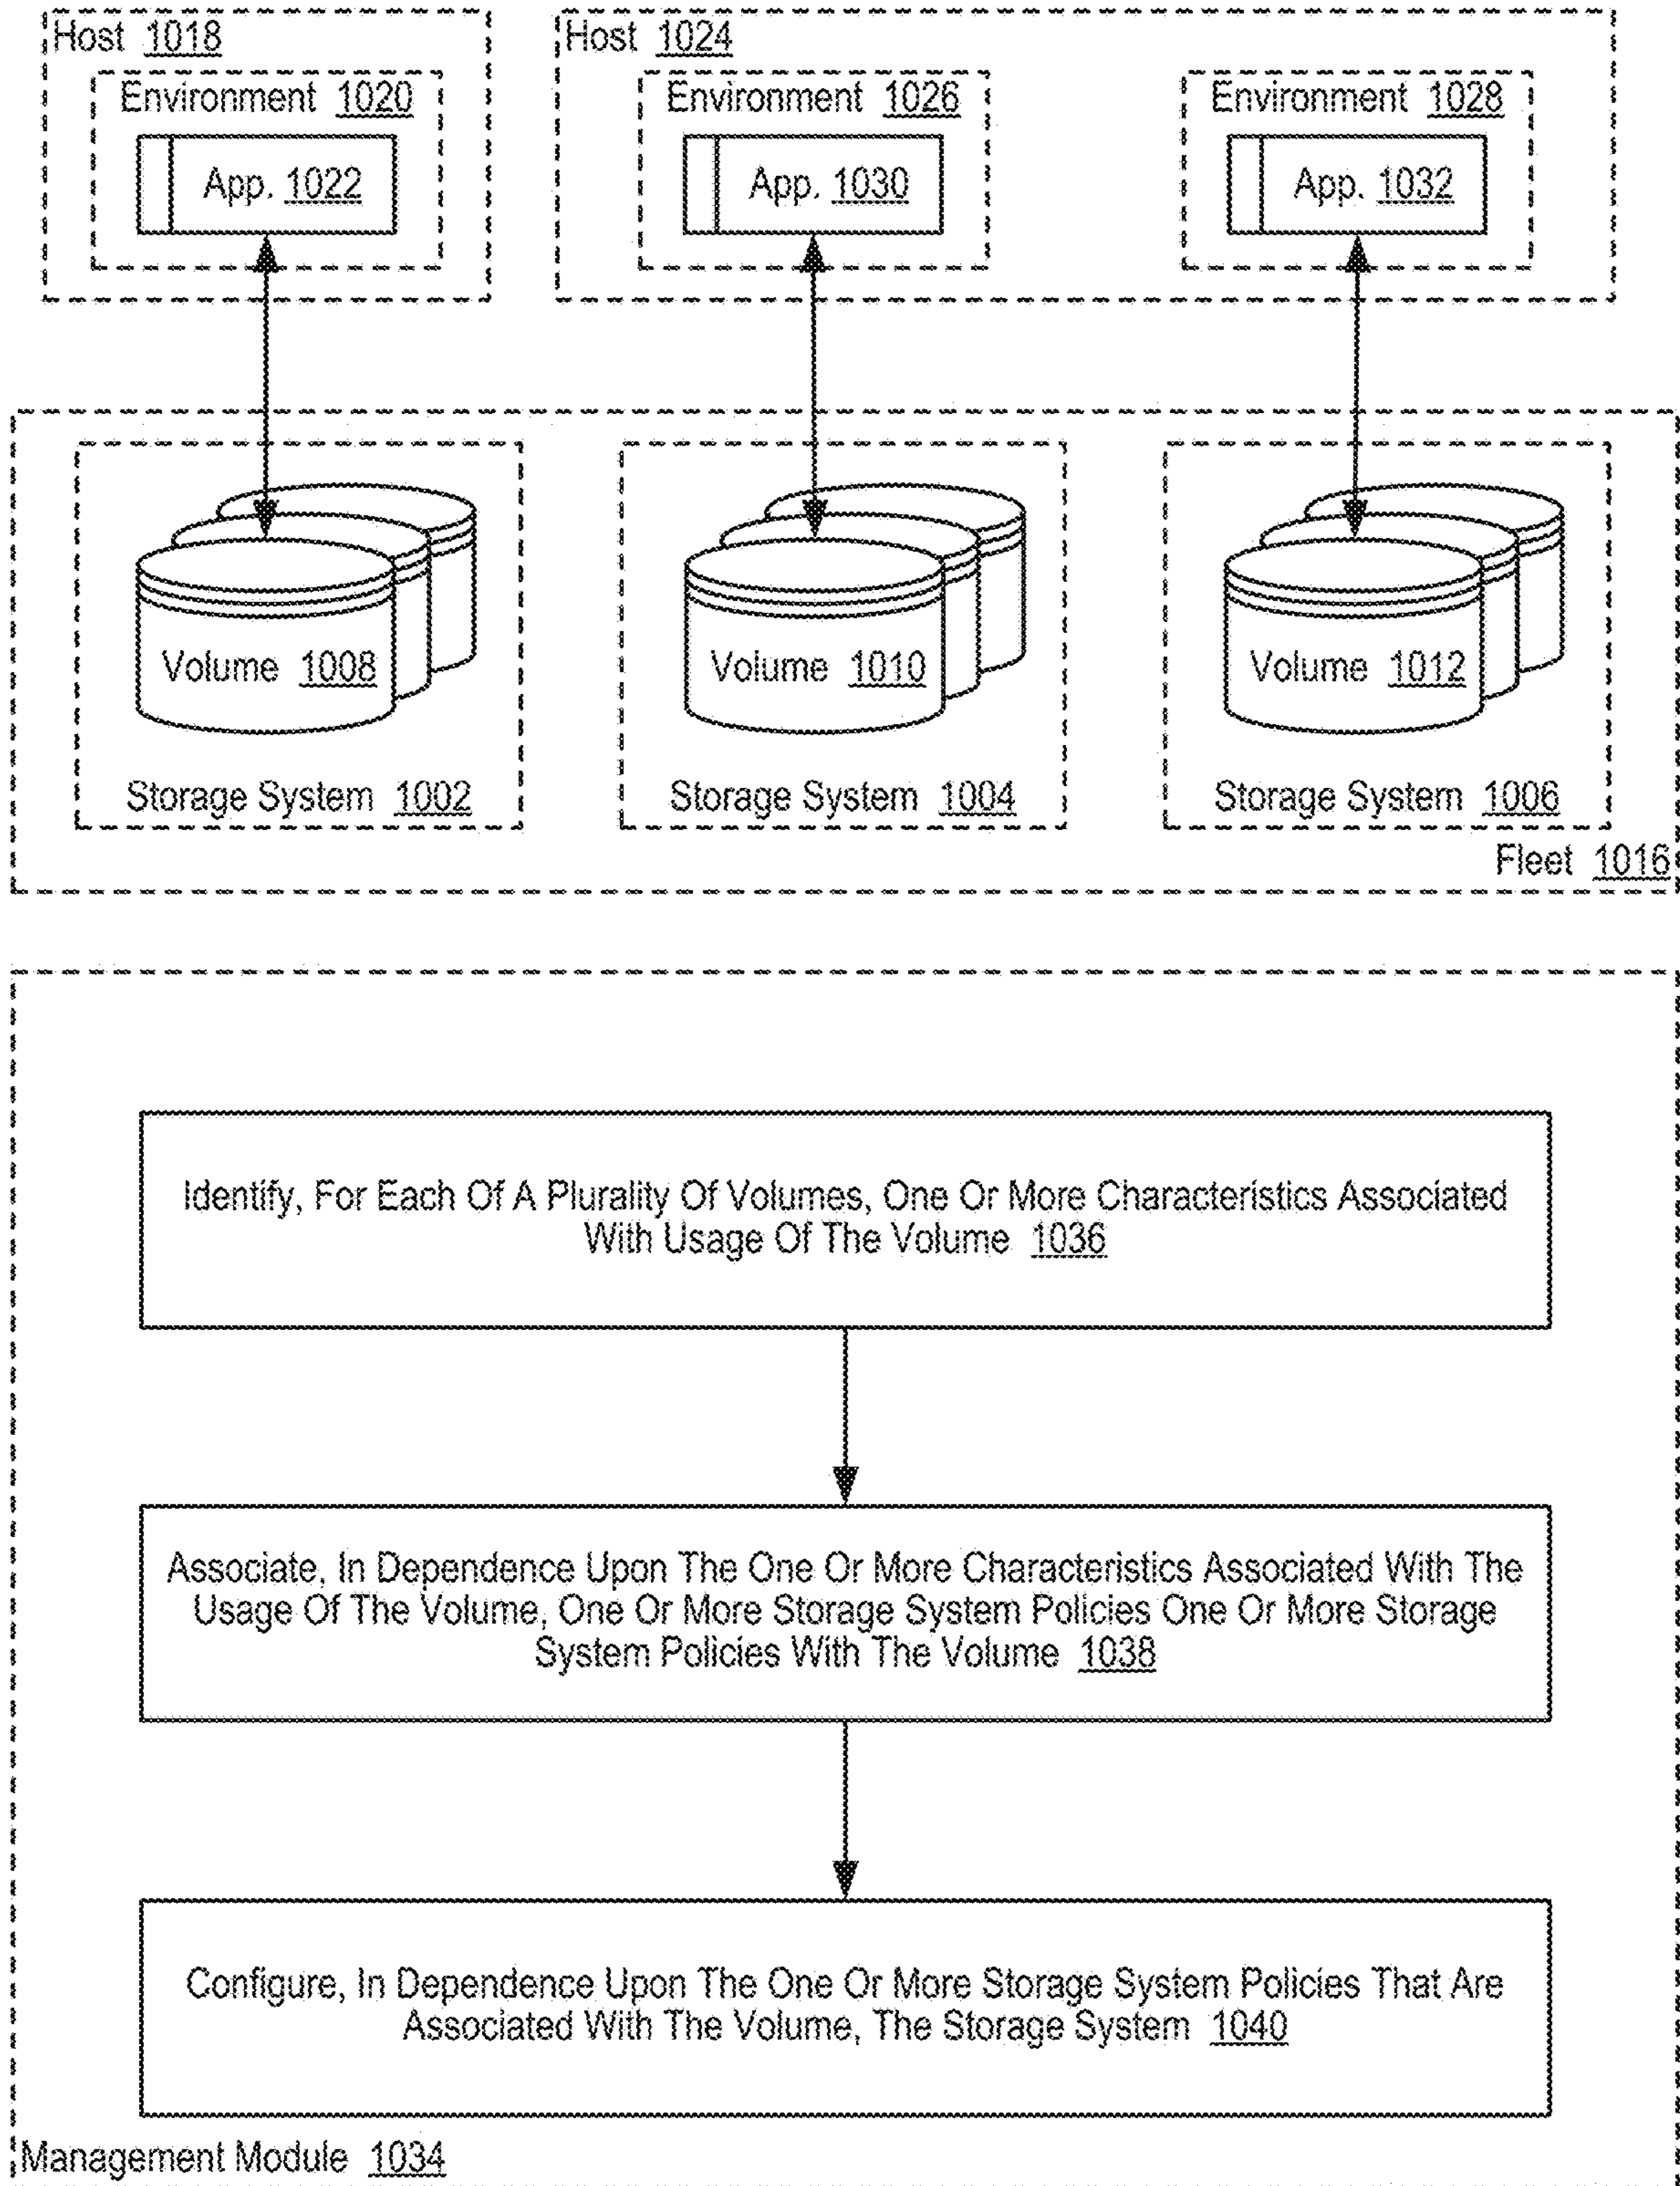 Host 1018
Host 1024
Environment 1020
Environment 1026
Environment 1028
App. 1022
App. 1030
App. 1032
Volume 1008
Volume 1010
Volume 1012
Storage System 1002
Storage System 1004
Storage System 1006
Fleet 1016
Identify, For Each Of A Plurality Of Volumes, One Or More Characteristics Associated
With Usage Of The Volume 1036
Associate, In Dependence Upon The One Or More Characteristics Associated With The
Usage Of The Volume, One Or More Storage System Policies One Or More Storage
System Policies With The Volume 1038
Configure, In Dependence Upon The One Or More Storage System Policies That Are
Associated With The Volume, The Storage System 1040
Management Module 1034